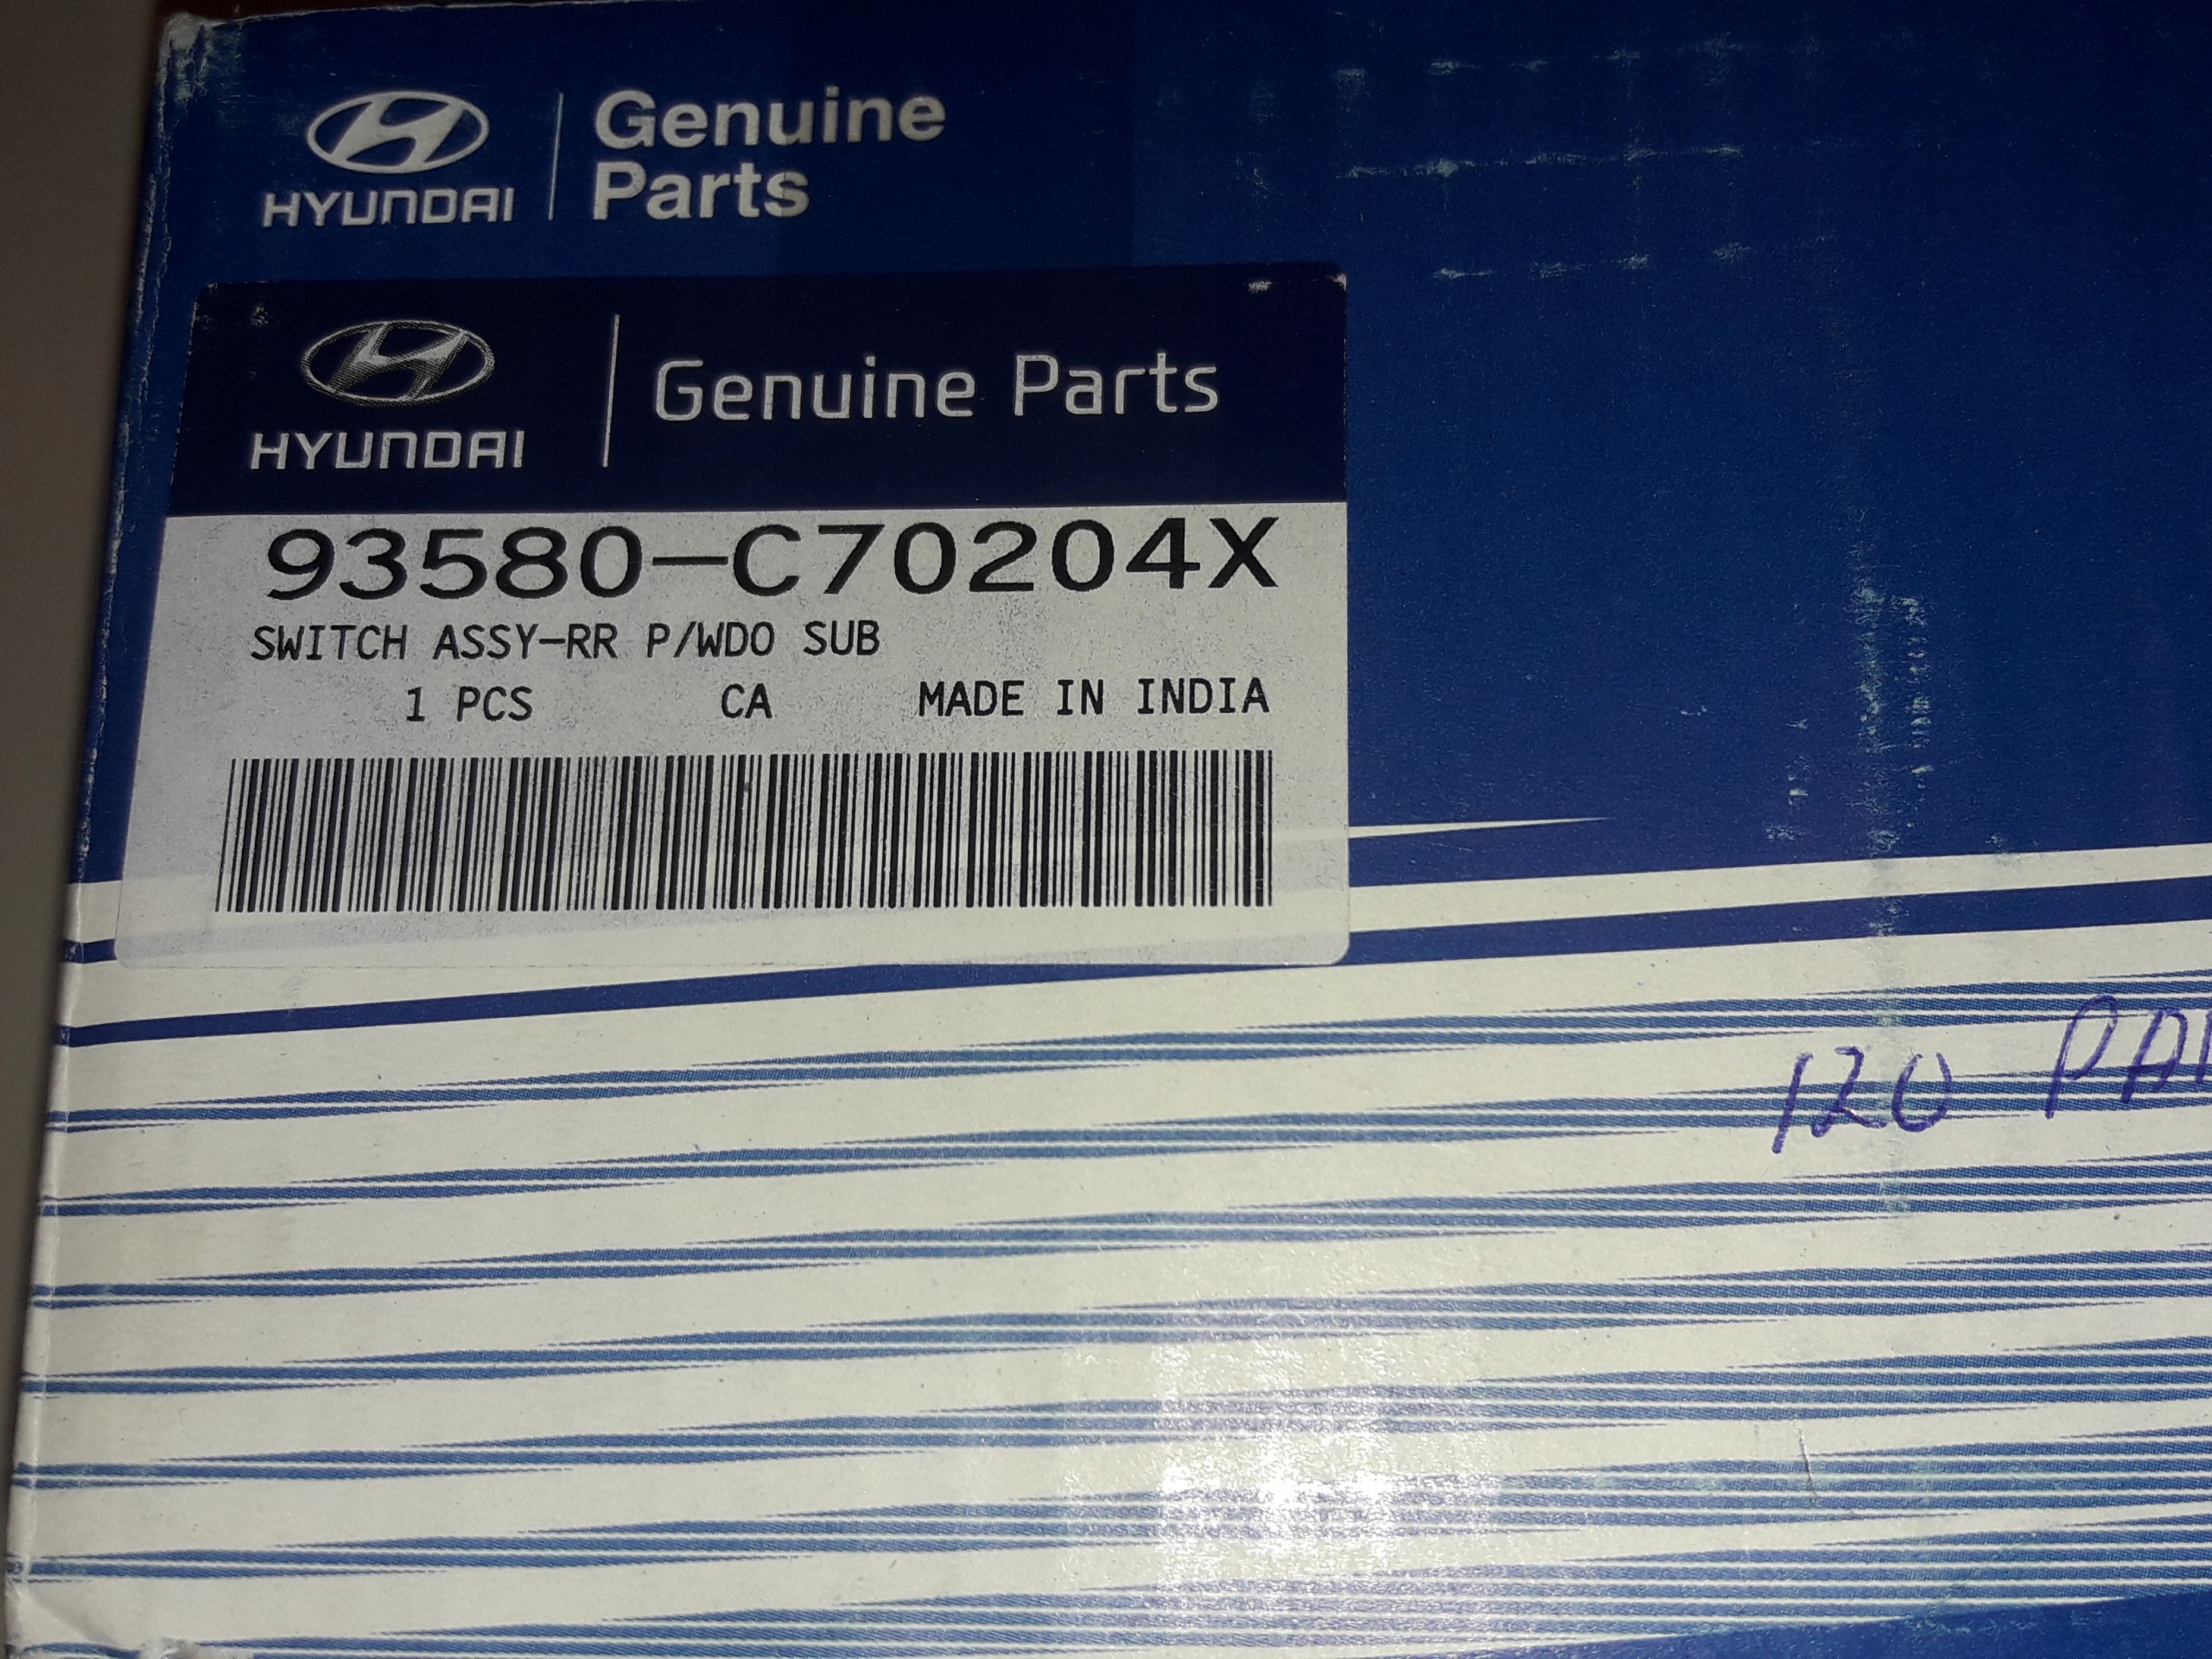 HYUNDAI
Genuine
Parts
HYUNDAI
Genuine Parts
93580-C70204X
SWITCH ASSY-RR P/WDO SUB
1 PCS CA MADE IN INDIA
120